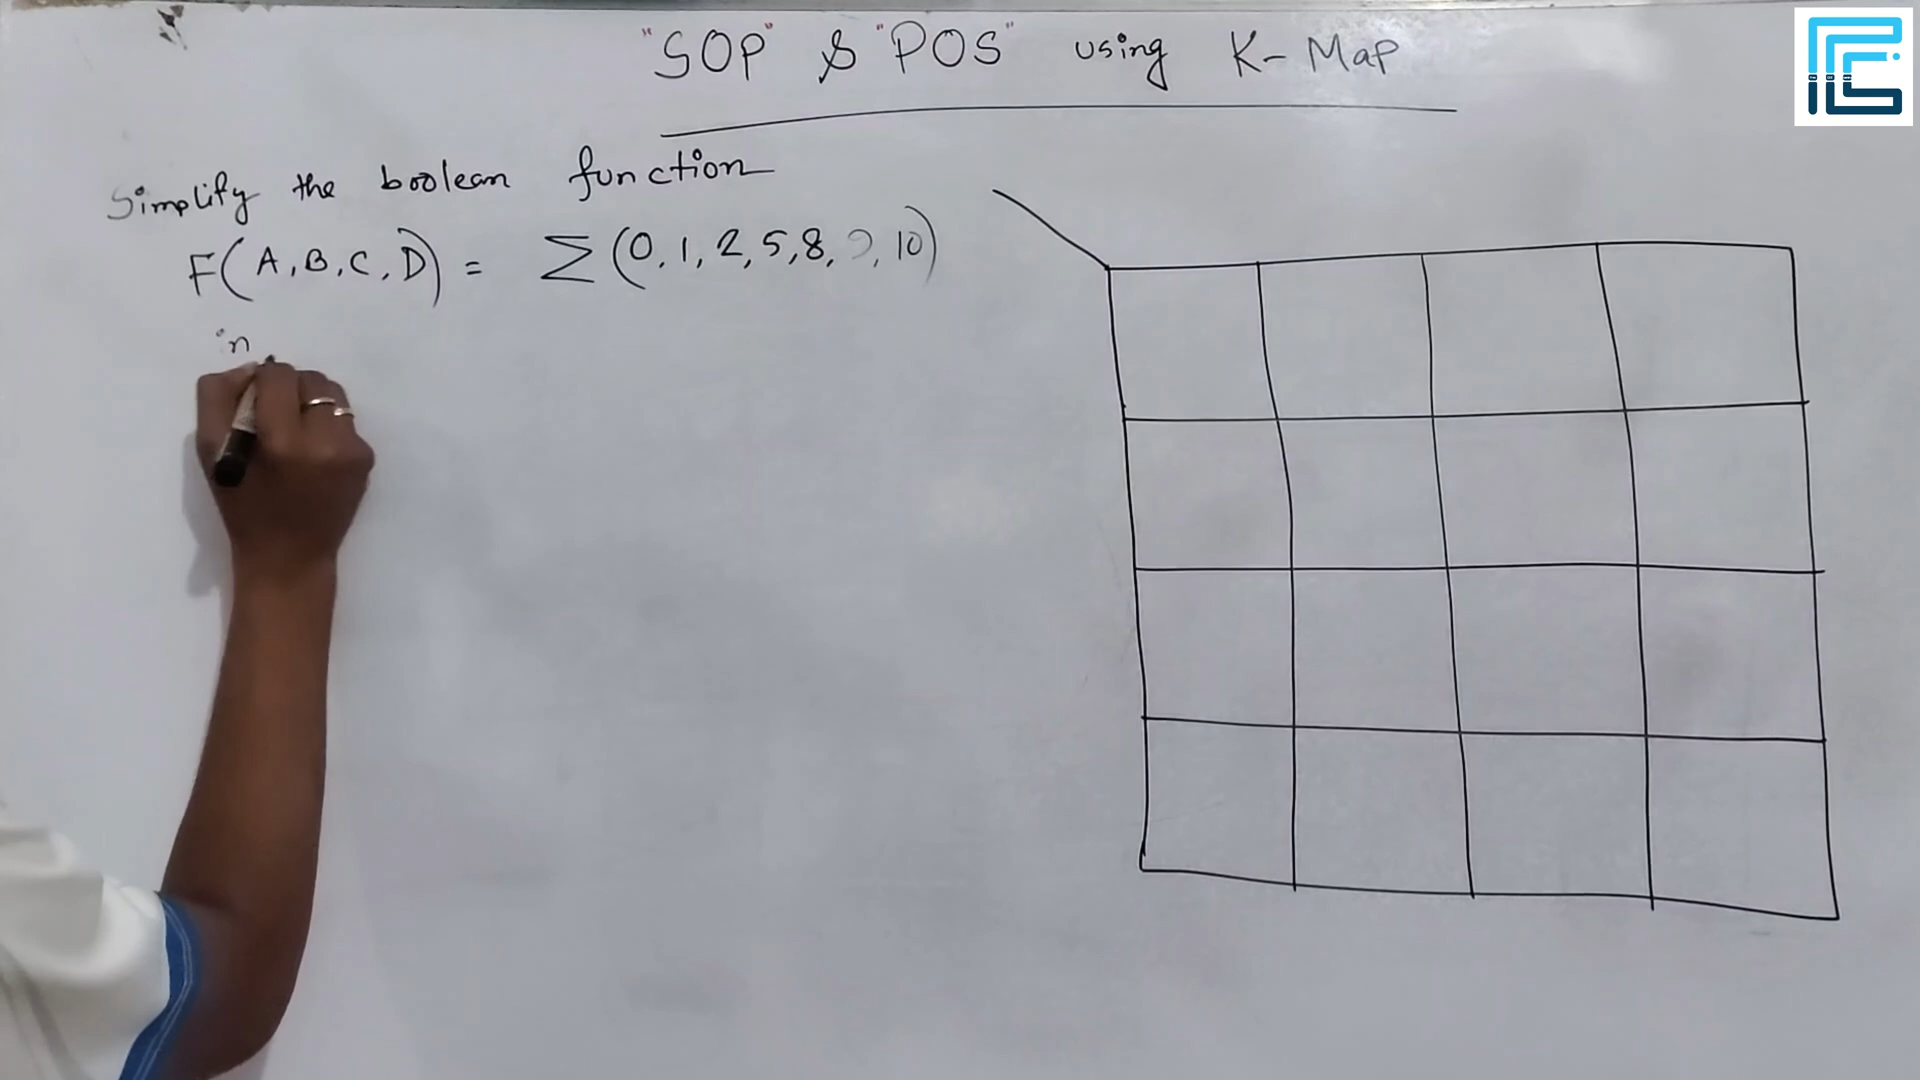 "SOP" & "POS" using K-Map
Simplify the boolean function
F(A,B,C,D) = Σ(0,1,2,5,8,9,10)
in